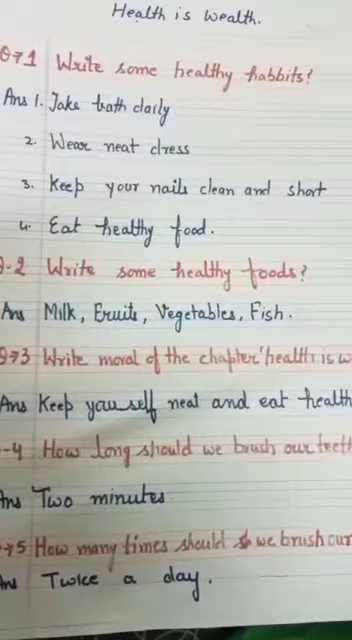 Health is Wealth.
Q→1 Write some healthy habbits?
Ans 1. Take bath daily
2. Wear neat dress
3. Keep your nails clean and short
4. Eat healthy food.
Q-2 Write some healthy foods?
Ans Milk, Fruits, Vegetables, Fish.
Q→3 Write moral of the chapter "health is w
Ans Keep youself neat and eat health
-4 How long should we brush our teeth
Ans Two minutes.
→5 How many times should we brush our
Ans Twice a day.